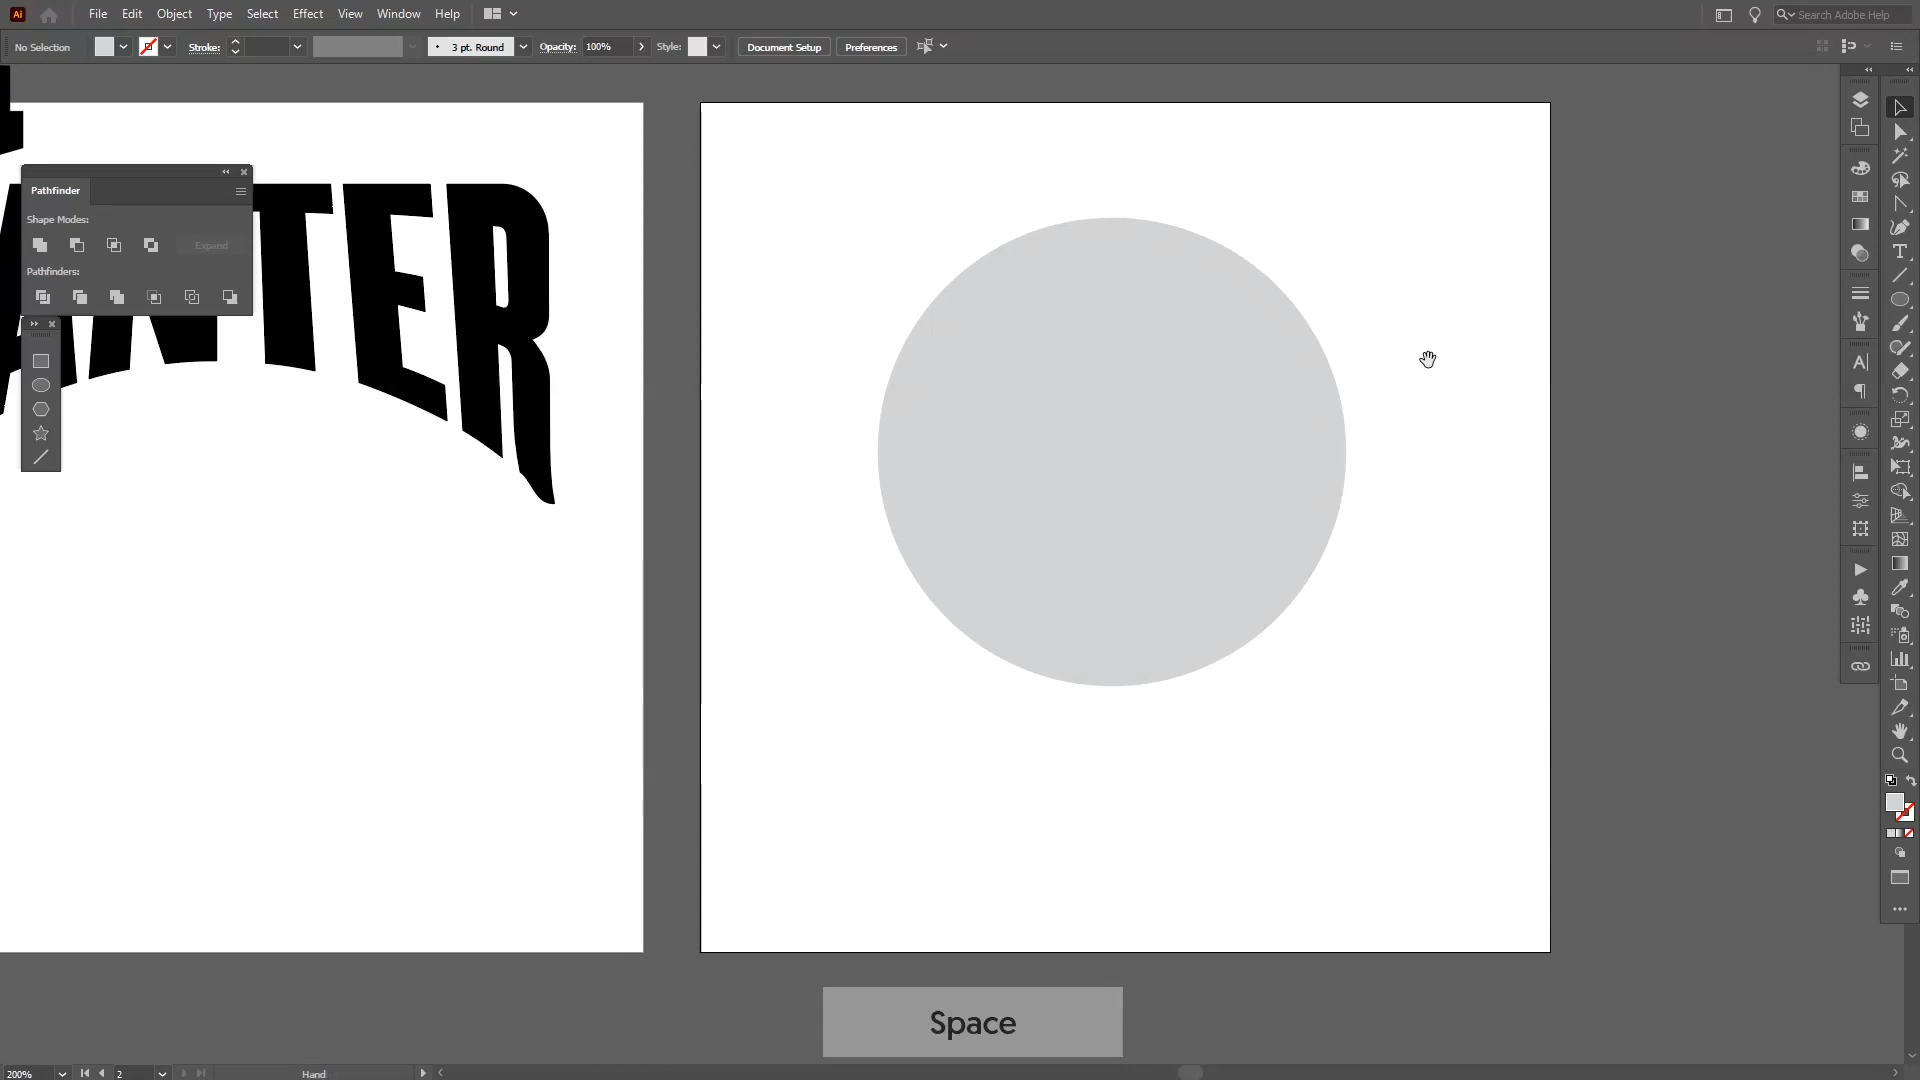 Ai File Edit Object Type Select Effect View Window Help Search Adobe Help
No Selection Stroke: 3 pt. Round Opacity: 100% Style: Document Setup Preferences
Pathfinder
Shape Modes:
Expand
Pathfinders:
NTER
Space
200% 2 Hand